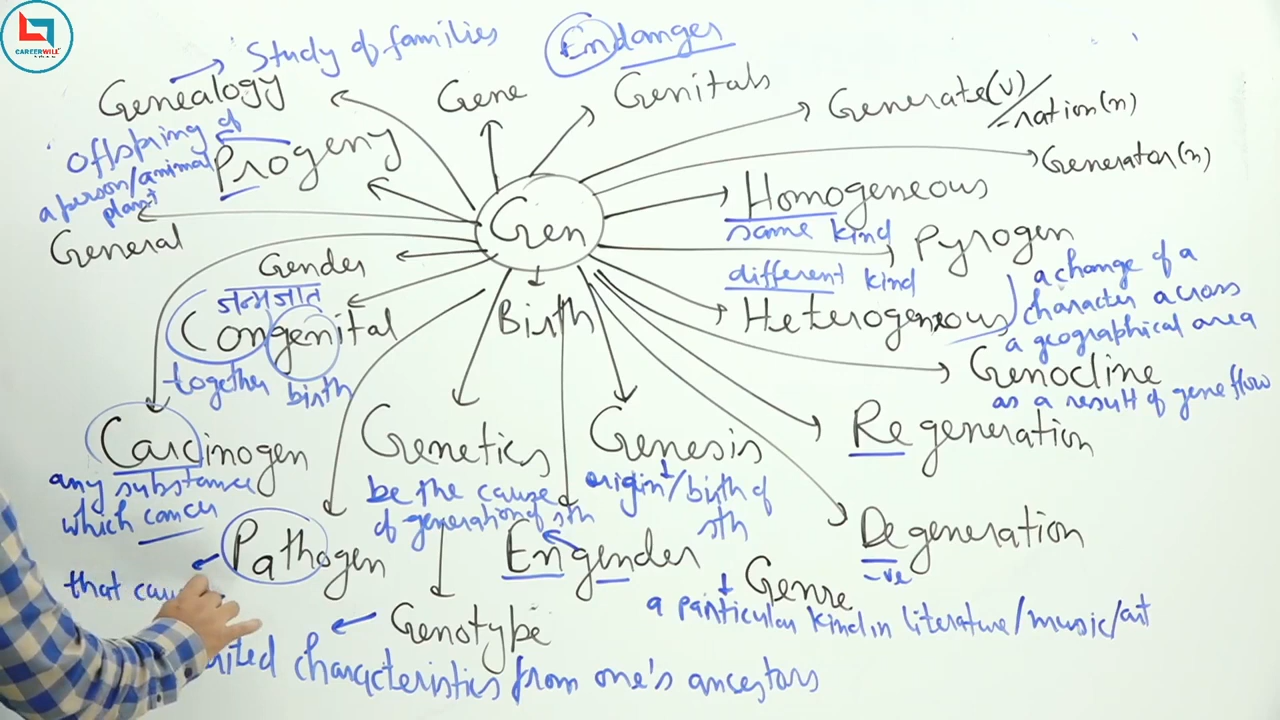 CAREERWILL
Study of families
Endanges
Genealogy
Gene
Genitals
Generate(v)/
-ration(n)
Offspring of
a person/animal
plant
Progeny
Generator(n)
Homogeneous
same kind
Gen
General
Gender
Pyrogen
different kind
Heterogeneous
a change of a
character across
a geographical area
जन्मजात
Congenital
together birth
Birth
Genocline
as a result of gene flow
Carcinogen
any substance
which cancer
Genetics
Genesis
Regeneration
be the cause
of generation of sth
origin/birth of
sth
Pathogen
that
Engender
Degeneration
-ve
Genre
a painticular kind in literature/music/art
Genotype
characteristics from one's ancestors